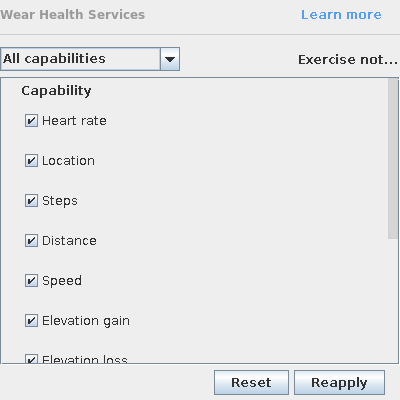 Wear Health Services
Learn more
All capabilities
Exercise not...
Capability
Heart rate
Location
Steps
Distance
Speed
Elevation gain
Elevation loss
Reset
Reapply